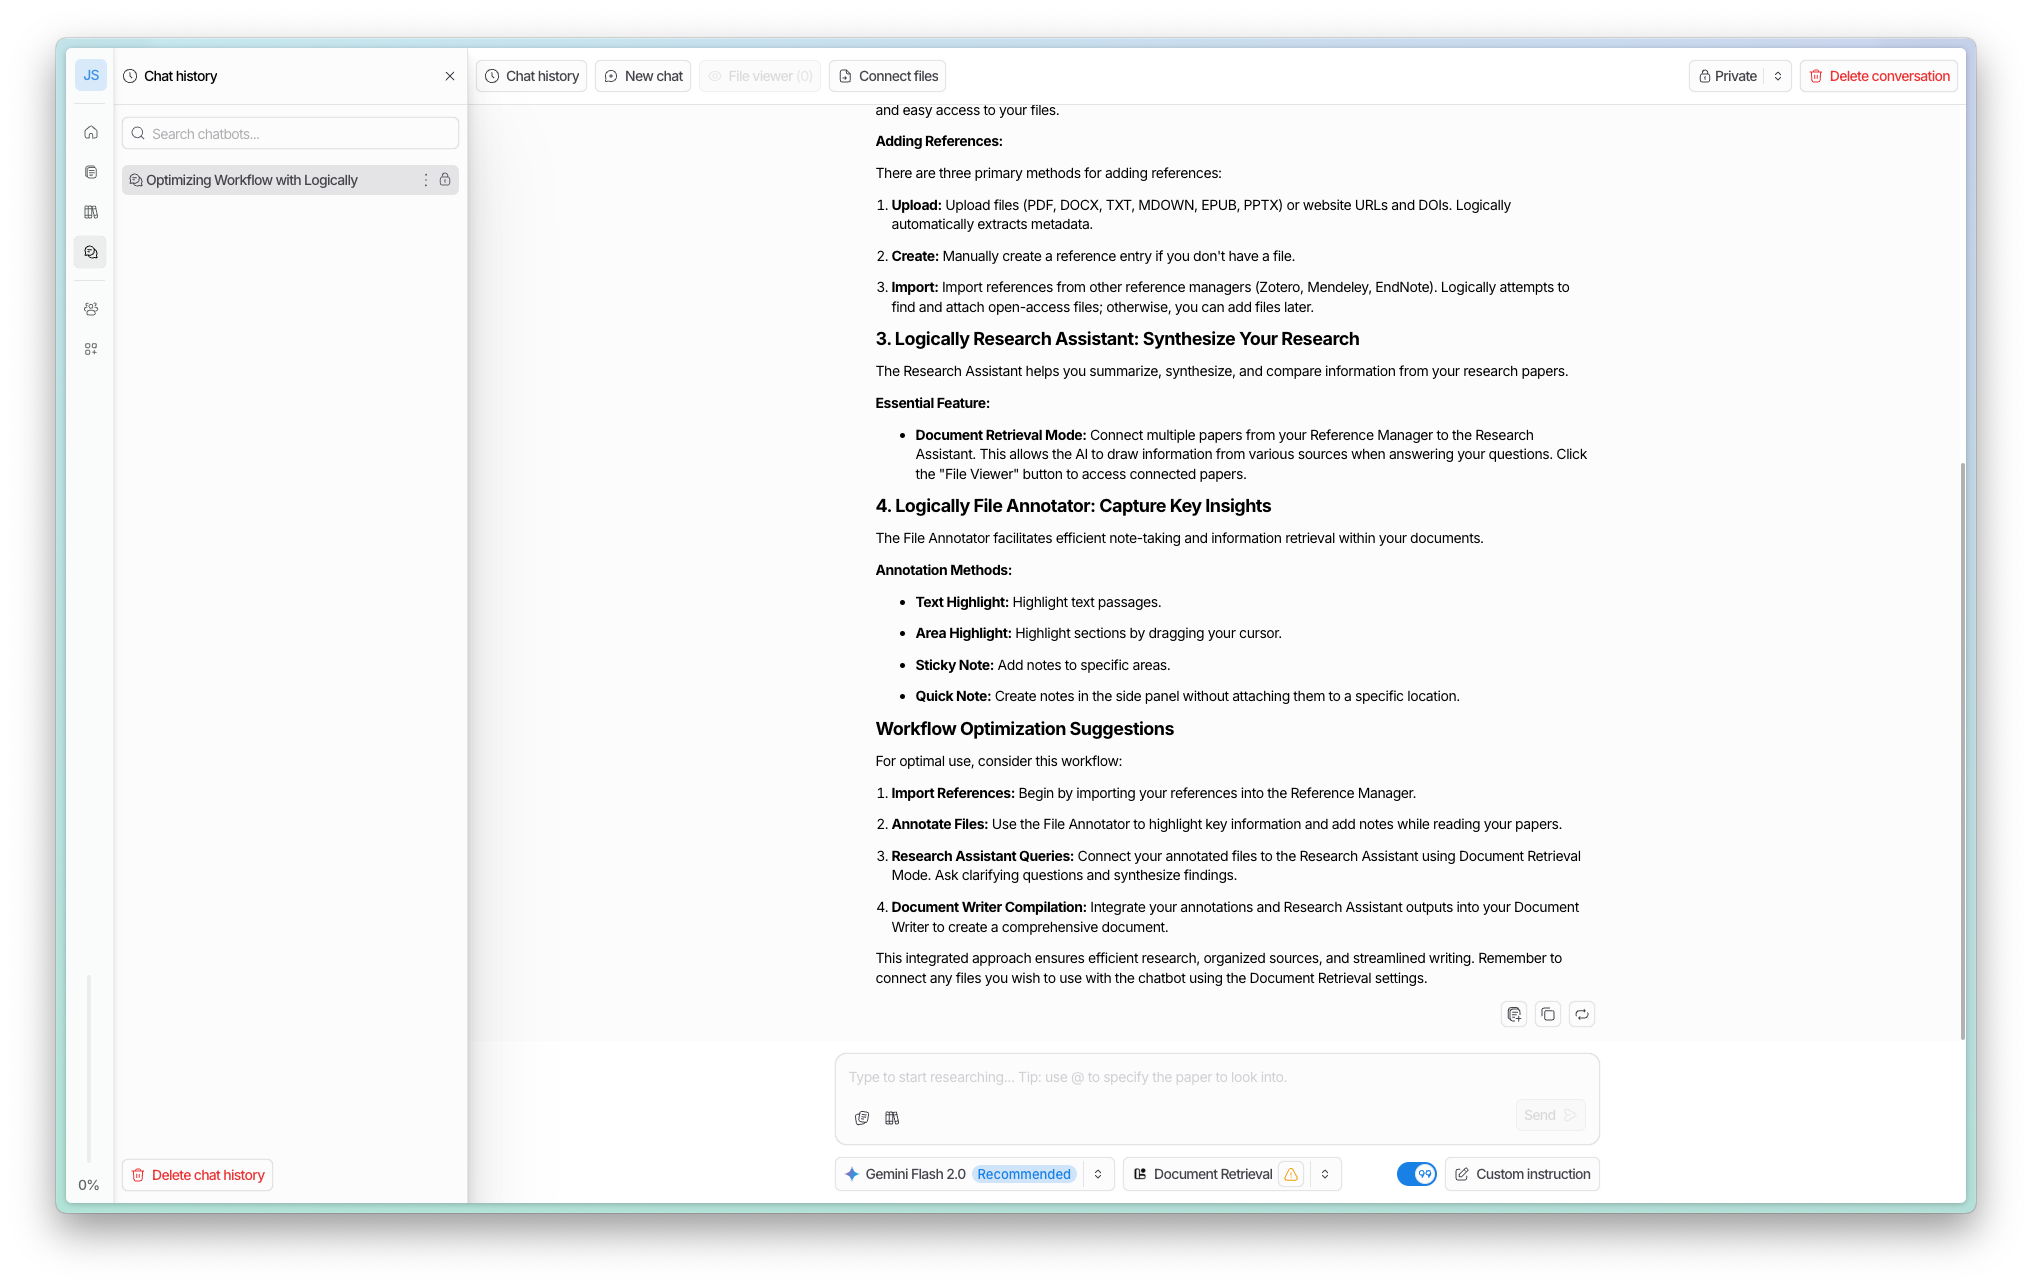 JS
Chat history
Search chatbots...
Optimizing Workflow with Logically
Delete chat history
0%
Chat history
New chat
File viewer (0)
Connect files
Private
Delete conversation
and easy access to your files.
Adding References:
There are three primary methods for adding references:
1. Upload: Upload files (PDF, DOCX, TXT, MDOWN, EPUB, PPTX) or website URLs and DOIs. Logically
automatically extracts metadata.
2. Create: Manually create a reference entry if you don't have a file.
3. Import: Import references from other reference managers (Zotero, Mendeley, EndNote). Logically attempts to
find and attach open-access files; otherwise, you can add files later.
3. Logically Research Assistant: Synthesize Your Research
The Research Assistant helps you summarize, synthesize, and compare information from your research papers.
Essential Feature:
• Document Retrieval Mode: Connect multiple papers from your Reference Manager to the Research
Assistant. This allows the AI to draw information from various sources when answering your questions. Click
the "File Viewer" button to access connected papers.
4. Logically File Annotator: Capture Key Insights
The File Annotator facilitates efficient note-taking and information retrieval within your documents.
Annotation Methods:
• Text Highlight: Highlight text passages.
• Area Highlight: Highlight sections by dragging your cursor.
• Sticky Note: Add notes to specific areas.
• Quick Note: Create notes in the side panel without attaching them to a specific location.
Workflow Optimization Suggestions
For optimal use, consider this workflow:
1. Import References: Begin by importing your references into the Reference Manager.
2. Annotate Files: Use the File Annotator to highlight key information and add notes while reading your papers.
3. Research Assistant Queries: Connect your annotated files to the Research Assistant using Document Retrieval
Mode. Ask clarifying questions and synthesize findings.
4. Document Writer Compilation: Integrate your annotations and Research Assistant outputs into your Document
Writer to create a comprehensive document.
This integrated approach ensures efficient research, organized sources, and streamlined writing. Remember to
connect any files you wish to use with the chatbot using the Document Retrieval settings.
Type to start researching... Tip: use @ to specify the paper to look into.
Send
Gemini Flash 2.0 Recommended
Document Retrieval
Custom instruction